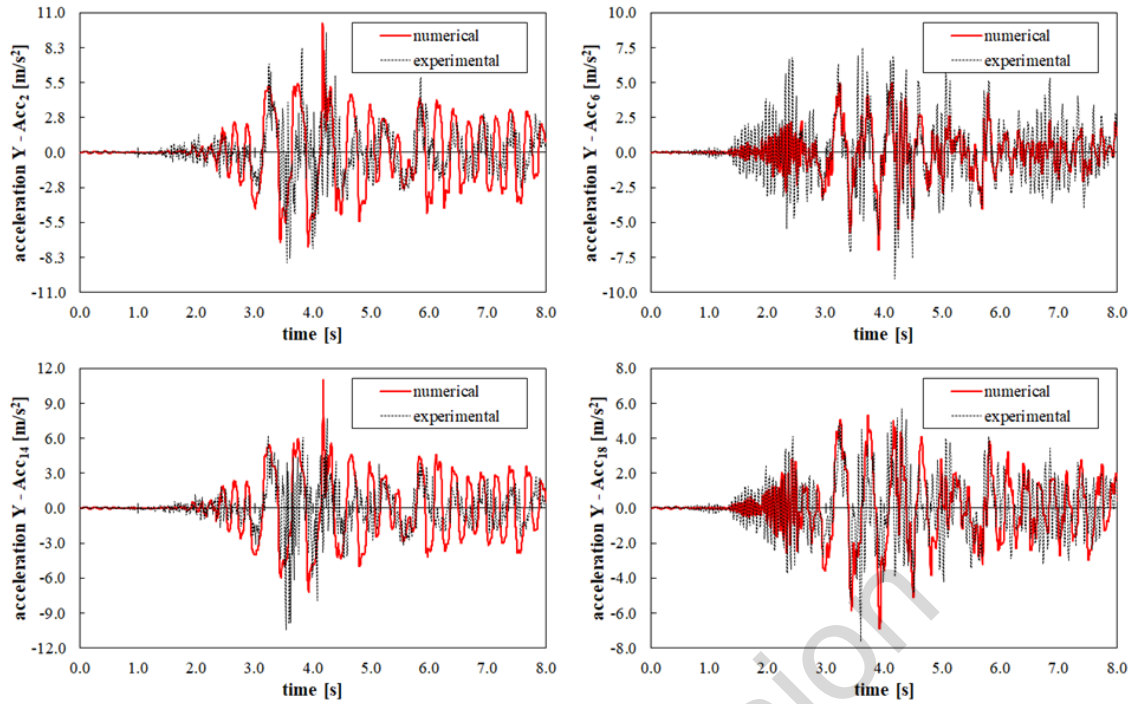 11.0
8.3
5.5
2.8
0.0
-2.8
-5.5
-8.3
-11.0
acceleration Y - Acc2 [m/s²]
numerical
experimental
0.0 1.0 2.0 3.0 4.0 5.0 6.0 7.0 8.0
time [s]
10.0
7.5
5.0
2.5
0.0
-2.5
-5.0
-7.5
-10.0
acceleration Y - Acc6 [m/s²]
numerical
experimental
0.0 1.0 2.0 3.0 4.0 5.0 6.0 7.0 8.0
time [s]
12.0
9.0
6.0
3.0
0.0
-3.0
-6.0
-9.0
-12.0
acceleration Y - Acc14 [m/s²]
numerical
experimental
0.0 1.0 2.0 3.0 4.0 5.0 6.0 7.0 8.0
time [s]
8.0
6.0
4.0
2.0
0.0
-2.0
-4.0
-6.0
-8.0
acceleration Y - Acc18 [m/s²]
numerical
experimental
0.0 1.0 2.0 3.0 4.0 5.0 6.0 7.0 8.0
time [s]